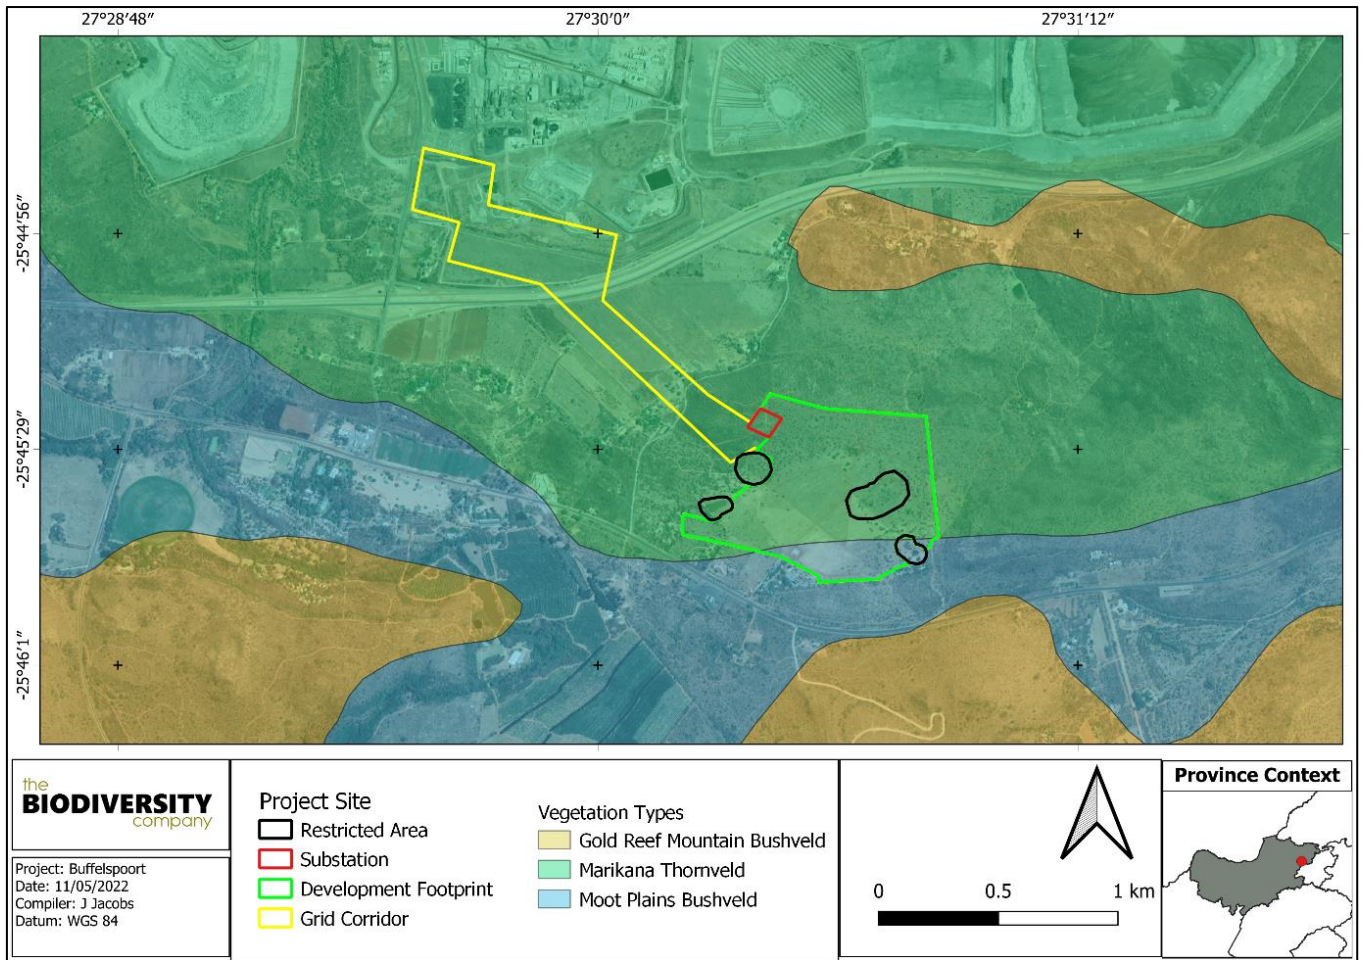 27°28'48"
27°30'0"
27°31'12"
-25°44'56"
-25°45'29"
-25°46'1"
the
BIODIVERSITY
company
Project: Buffelspoort
Date: 11/05/2022
Compiler: J Jacobs
Datum: WGS 84
Project Site
Restricted Area
Substation
Development Footprint
Grid Corridor
Vegetation Types
Gold Reef Mountain Bushveld
Marikana Thornveld
Moot Plains Bushveld
0 0.5 1 km
Province Context